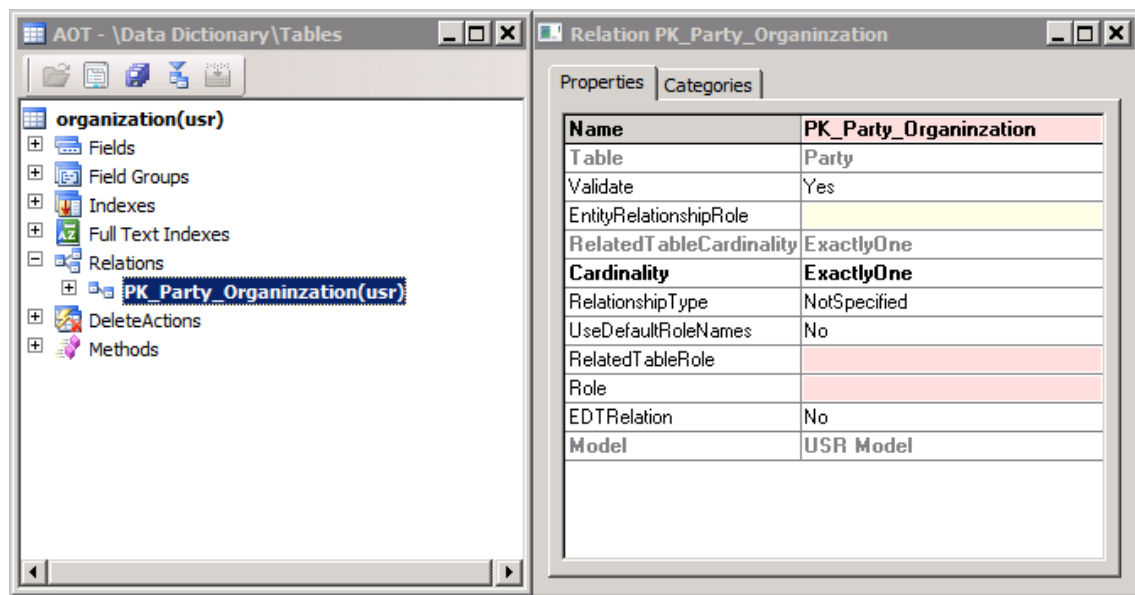 AOT - \Data Dictionary\Tables
organization(usr)
Fields
Field Groups
Indexes
Full Text Indexes
Relations
PK_Party_Organinzation(usr)
DeleteActions
Methods
Relation PK_Party_Organinzation
Properties Categories
Name PK_Party_Organinzation
Table Party
Validate Yes
EntityRelationshipRole
RelatedTableCardinality ExactlyOne
Cardinality ExactlyOne
RelationshipType NotSpecified
UseDefaultRoleNames No
RelatedTableRole
Role
EDTRelation No
Model USR Model